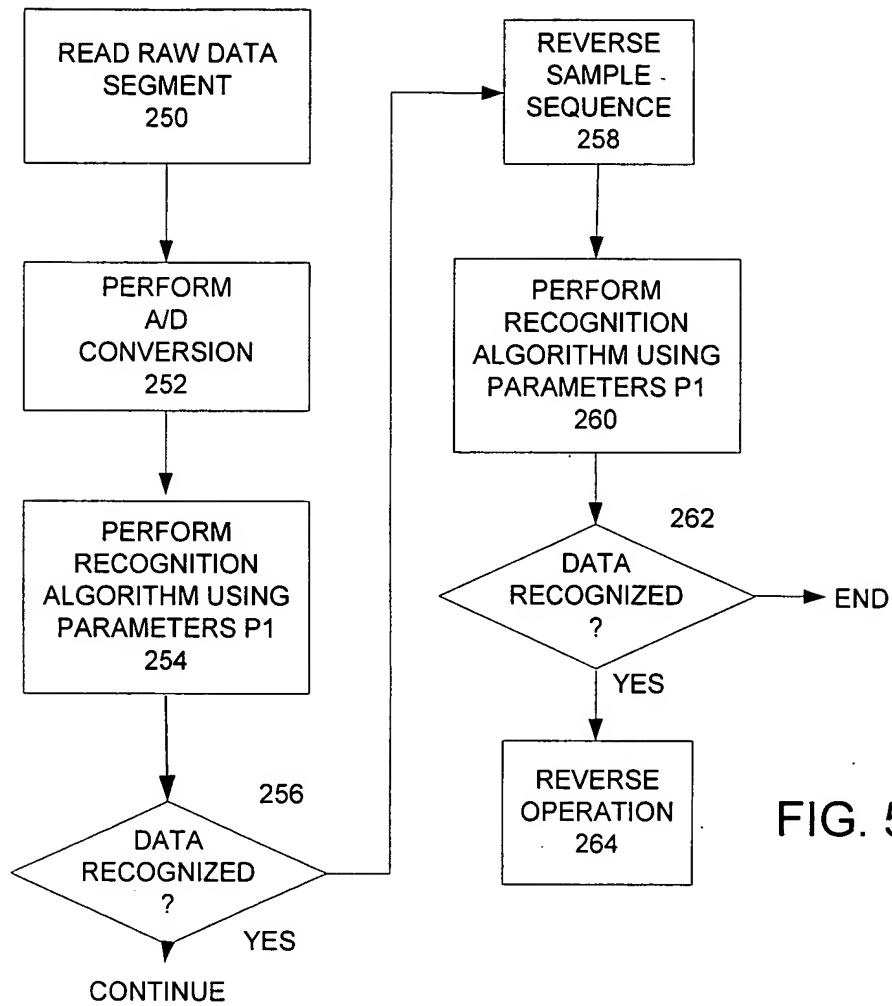 READ RAW DATA
SEGMENT
250
PERFORM
A/D
CONVERSION
252
PERFORM
RECOGNITION
ALGORITHM USING
PARAMETERS P1
254
256
DATA
RECOGNIZED
?
YES
CONTINUE
REVERSE
SAMPLE
SEQUENCE
258
PERFORM
RECOGNITION
ALGORITHM USING
PARAMETERS P1
260
262
DATA
RECOGNIZED
?
END
YES
REVERSE
OPERATION
264
FIG. 5